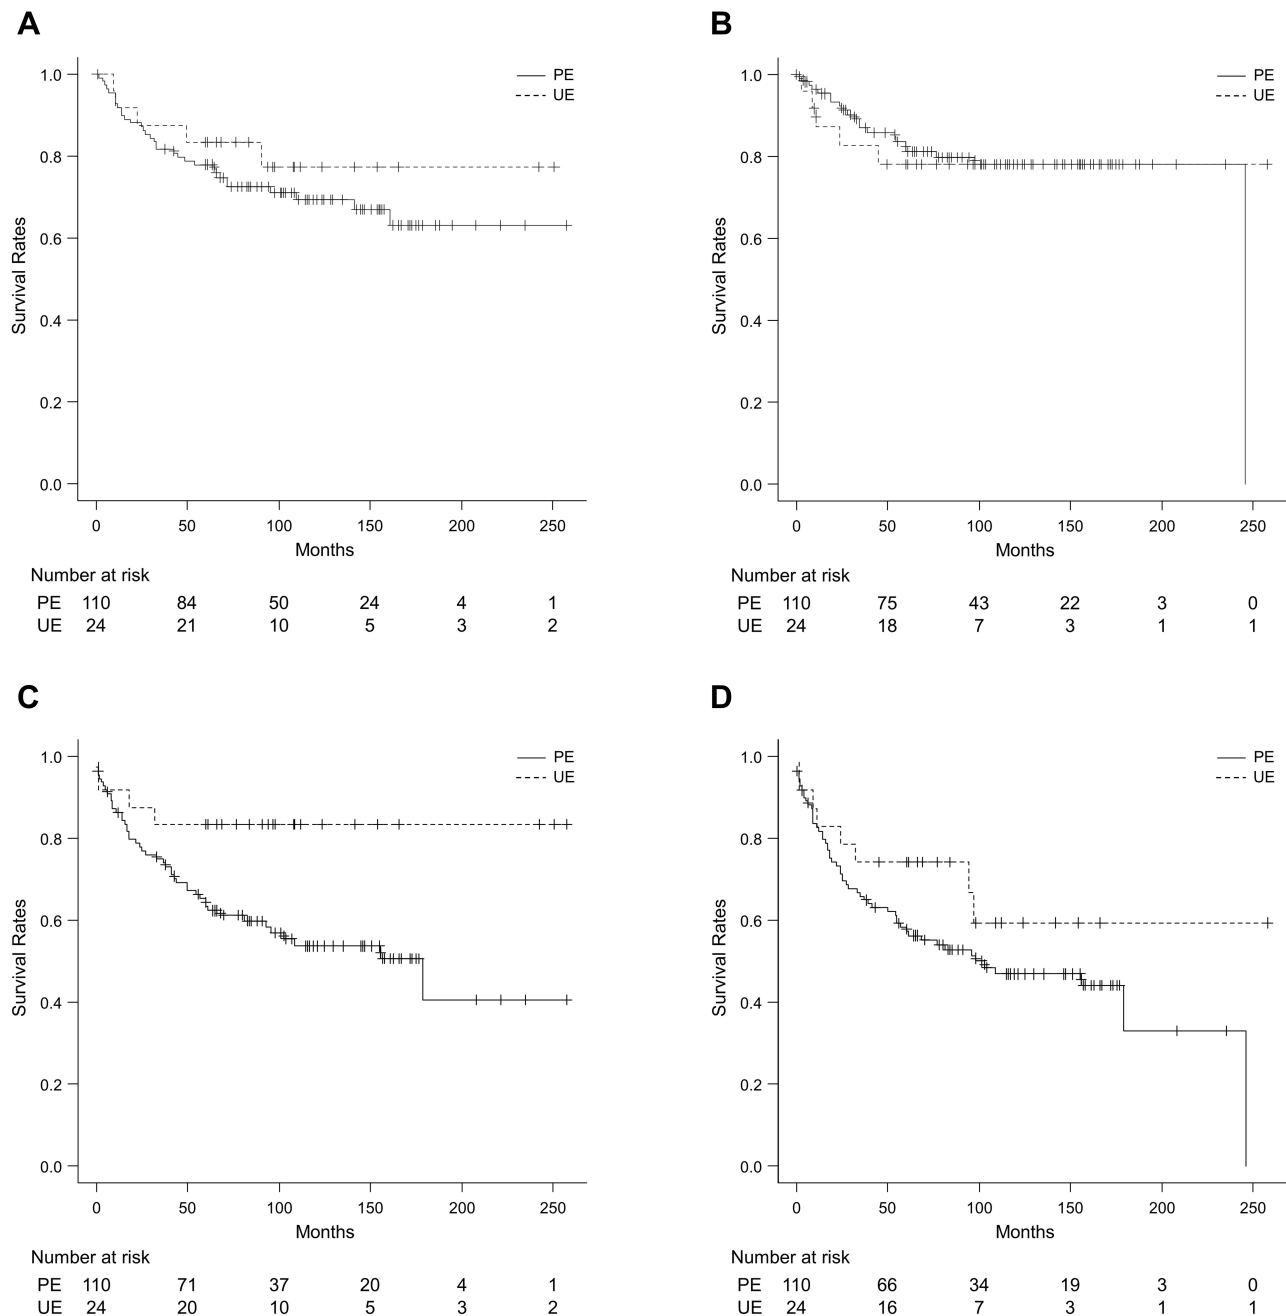 A
1.0
0.8
0.6
0.4
0.2
0.0
Survival Rates
PE
UE
0 50 100 150 200 250
Months
Number at risk
PE 110 84 50 24 4 1
UE 24 21 10 5 3 2
B
1.0
0.8
0.6
0.4
0.2
0.0
Survival Rates
PE
UE
0 50 100 150 200 250
Months
Number at risk
PE 110 75 43 22 3 0
UE 24 18 7 3 1 1
C
1.0
0.8
0.6
0.4
0.2
0.0
Survival Rates
PE
UE
0 50 100 150 200 250
Months
Number at risk
PE 110 71 37 20 4 1
UE 24 20 10 5 3 2
D
1.0
0.8
0.6
0.4
0.2
0.0
Survival Rates
PE
UE
0 50 100 150 200 250
Months
Number at risk
PE 110 66 34 19 3 0
UE 24 16 7 3 1 1